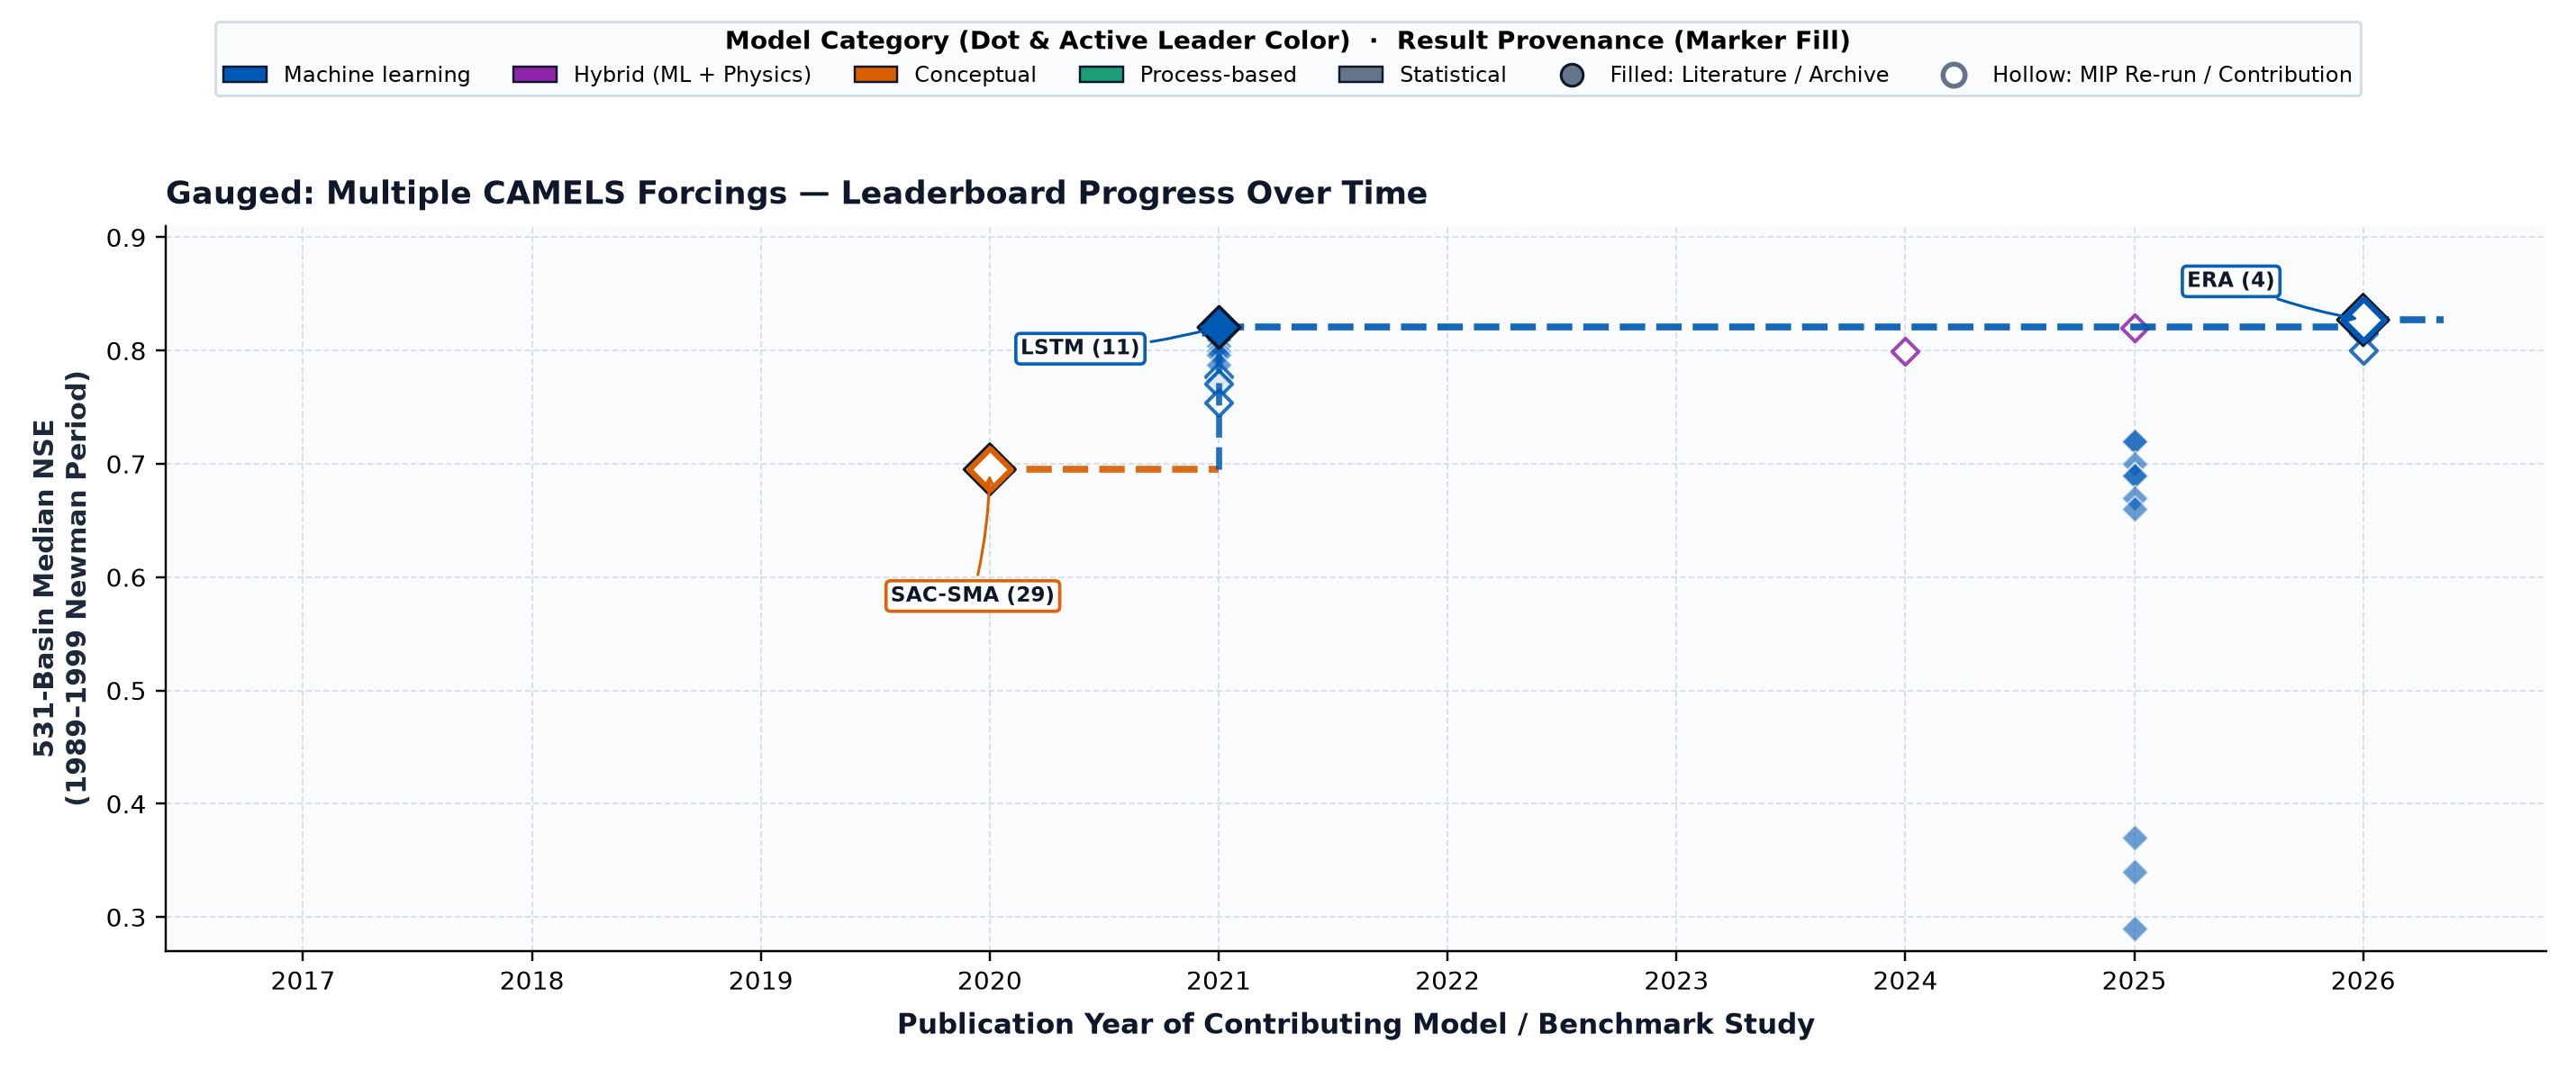 Model Category (Dot & Active Leader Color) · Result Provenance (Marker Fill)
Machine learning Hybrid (ML + Physics) Conceptual Process-based Statistical Filled: Literature / Archive Hollow: MIP Re-run / Contribution
Gauged: Multiple CAMELS Forcings — Leaderboard Progress Over Time
531-Basin Median NSE
(1989–1999 Newman Period)
0.9
0.8
0.7
0.6
0.5
0.4
0.3
ERA (4)
LSTM (11)
SAC-SMA (29)
2017 2018 2019 2020 2021 2022 2023 2024 2025 2026
Publication Year of Contributing Model / Benchmark Study